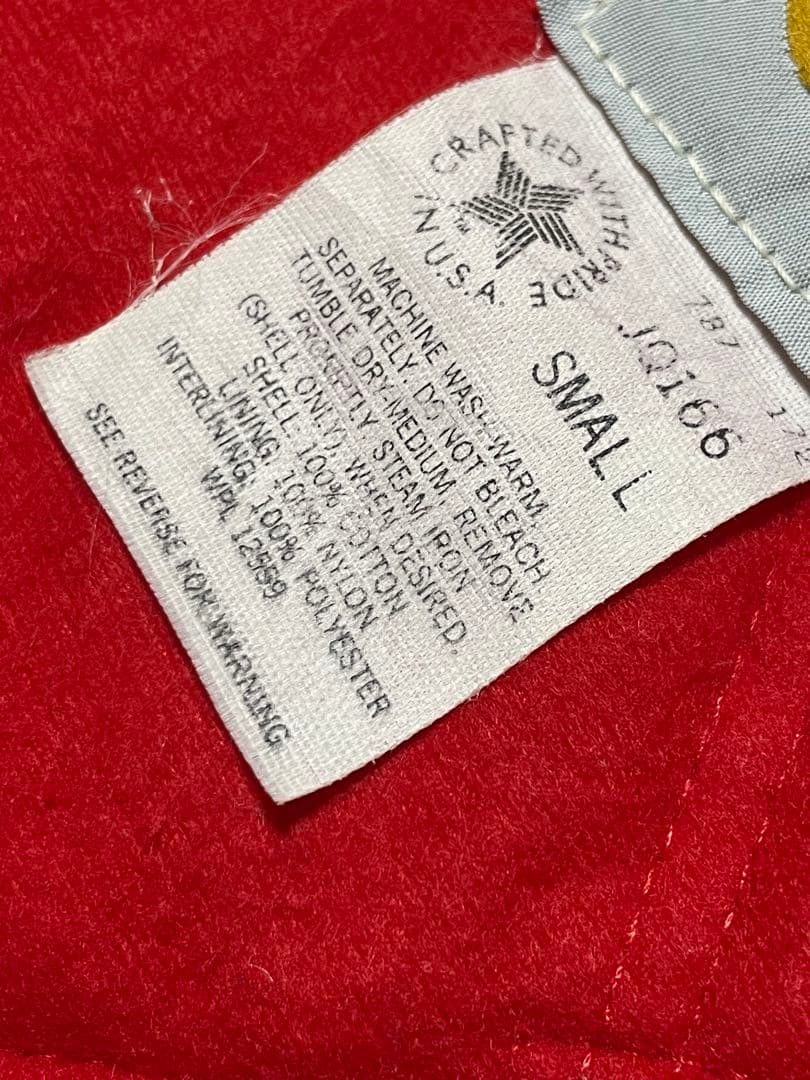 CRAFTED WITH PRIDE
IN U.S.A.
787
JQ166
SMALL
MACHINE WASH WARM,
SEPARATELY. DO NOT BLEACH
TUMBLE DRY-MEDIUM, REMOVE
PROMPTLY STEAM IRON
(SHELL ONLY), WHEN DESIRED.
SHELL: 100% COTTON
LINING: 100% NYLON
INTERLINING: 100% POLYESTER
WPL 12989
SEE REVERSE FOR WARNING